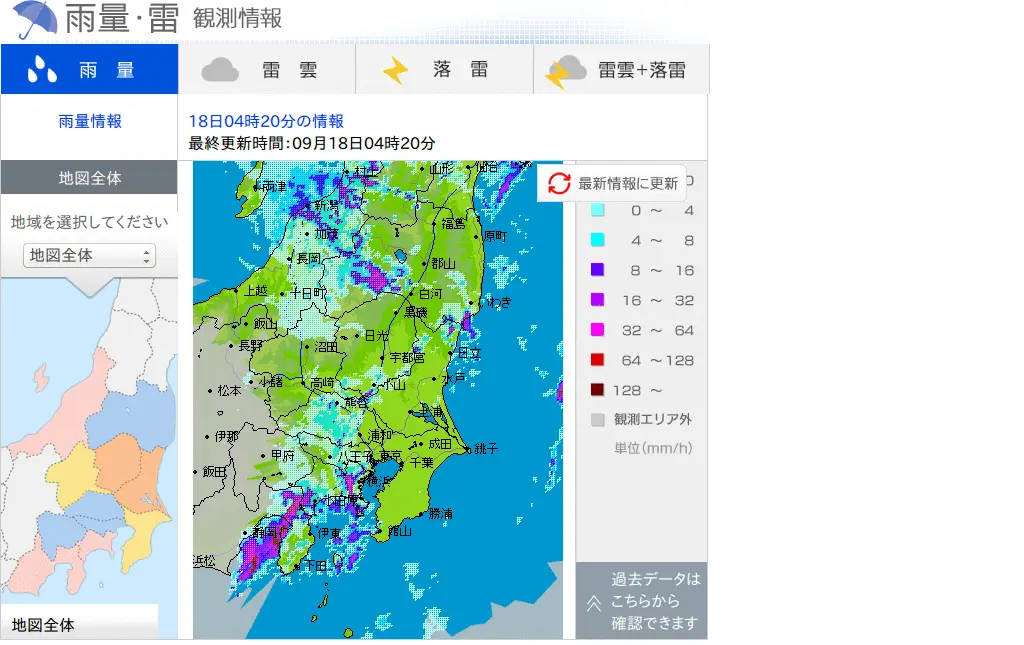 雨量・雷 観測情報
雨 量
雷 雲
落 雷
雷雲+落雷
雨量情報
18日04時20分の情報
最終更新時間:09月18日04時20分
地図全体
地域を選択してください
地図全体
最新情報に更新
0
0 ~ 4
4 ~ 8
8 ~ 16
16 ~ 32
32 ~ 64
64 ~128
128 ~
観測エリア外
単位(mm/h)
村上
山形
仙台
両津
新潟
福島
加茂
原町
長岡
郡山
上越
十日町
白河
いわき
黒磯
飯山
日光
長野
沼田
宇都宮
日立
松本
小諸
高崎
小山
水戸
熊谷
土浦
伊那
浦和
成田
銚子
甲府
八王子
東京
千葉
飯田
横浜
小田原
勝浦
静岡
伊東
館山
浜松
下田
過去データは
こちらから
確認できます
地図全体